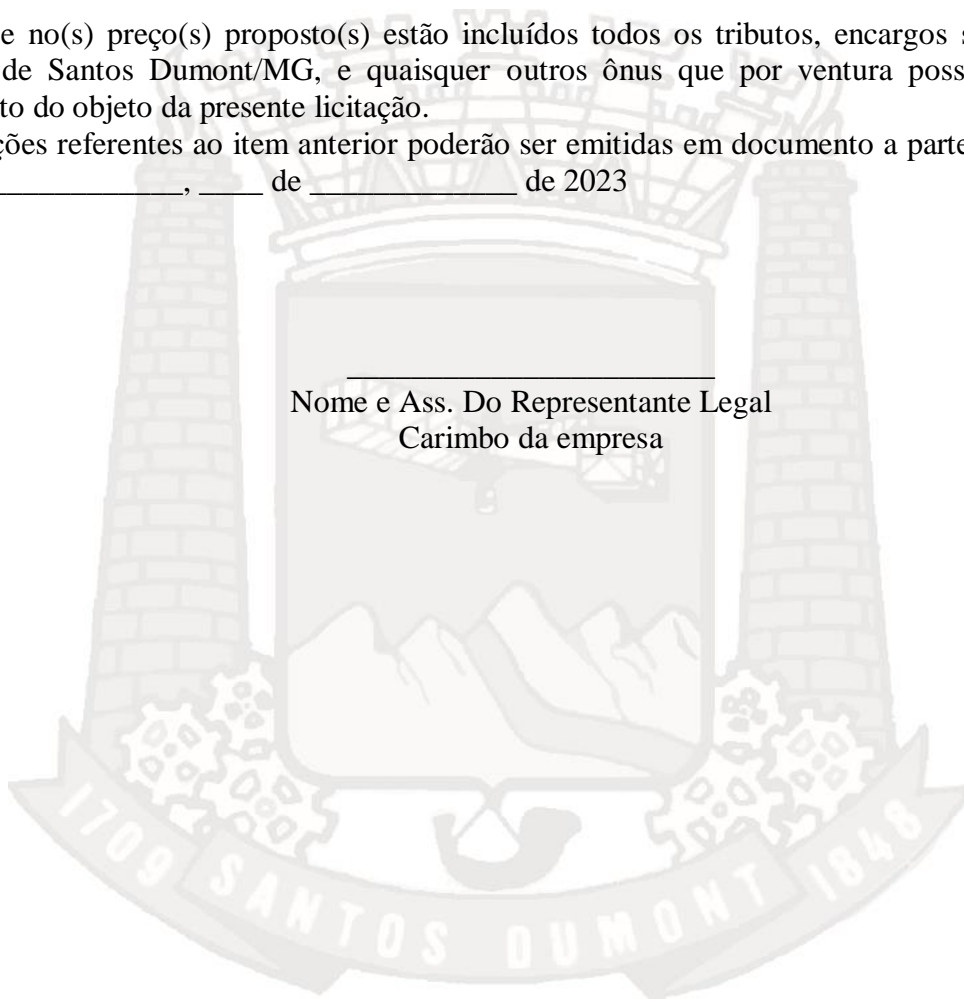 e no(s) preço(s) proposto(s) estão incluídos todos os tributos, encargos s
de Santos Dumont/MG, e quaisquer outros ônus que por ventura poss
to do objeto da presente licitação.
ções referentes ao item anterior poderão ser emitidas em documento a parte
_____________, ____ de _____________ de 2023
_______________________
Nome e Ass. Do Representante Legal
Carimbo da empresa
1709 SANTOS DUMONT 1848